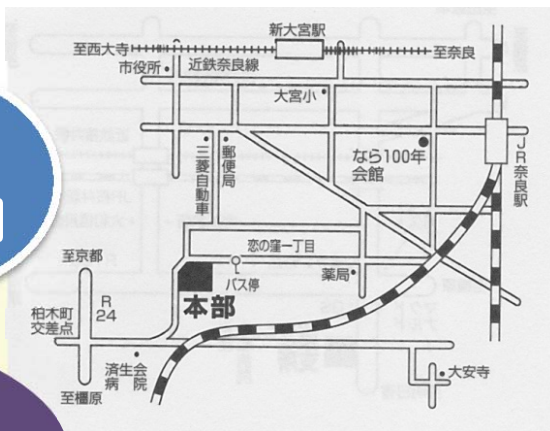 新大宮駅
至西大寺
至奈良
近鉄奈良線
市役所
大宮小
なら100年
会館
JR奈良駅
郵便局
三菱自動車
恋の窪一丁目
至京都
バス停
薬局
本部
R
24
柏木町
交差点
済生会
病院
大安寺
至橿原